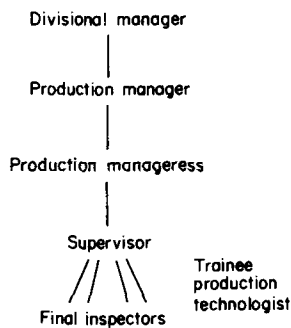 Divisional manager
Production manager
Production manageress
Supervisor
Trainee
production
technologist
Final inspectors